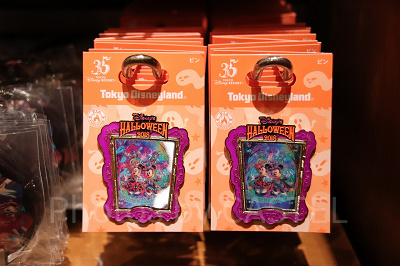 35
ピン
Tokyo Disneyland
Disney's
HALLOWEEN
2018
35
ピン
Tokyo Disneyland
Disney's
HALLOWEEN
2018